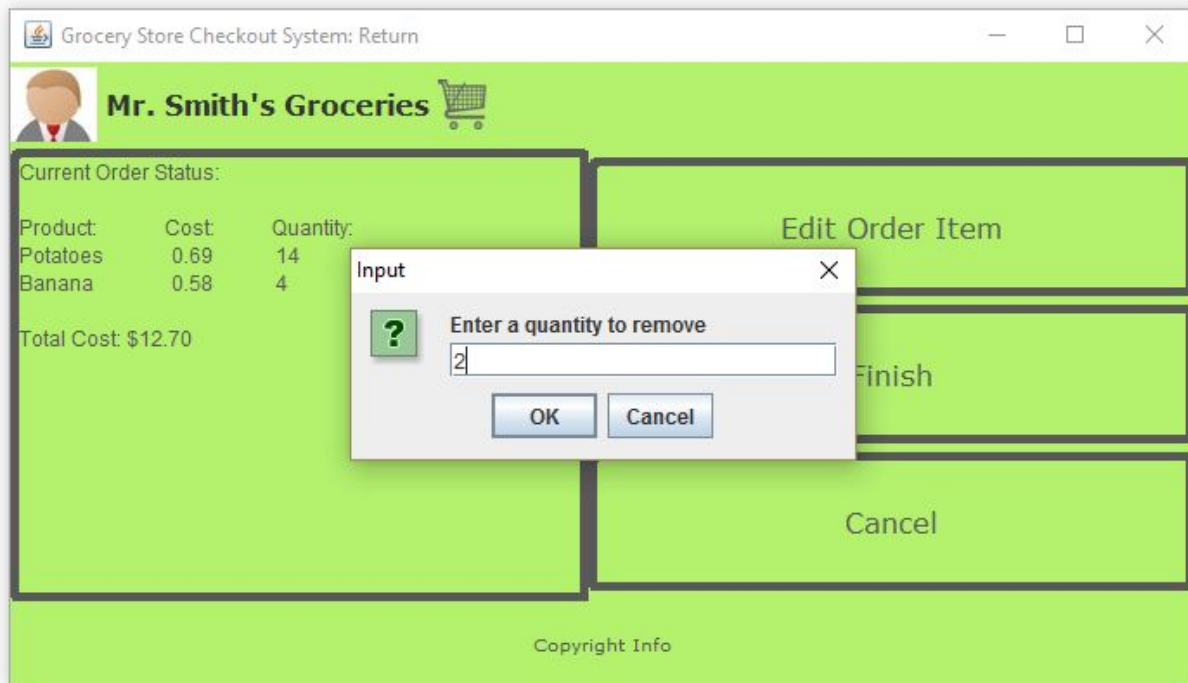 Grocery Store Checkout System: Return
Mr. Smith's Groceries
Current Order Status:
Product: Cost: Quantity:
Potatoes 0.69 14
Banana 0.58 4
Total Cost: $12.70
Input
?
Enter a quantity to remove
2
OK Cancel
Edit Order Item
Finish
Cancel
Copyright Info